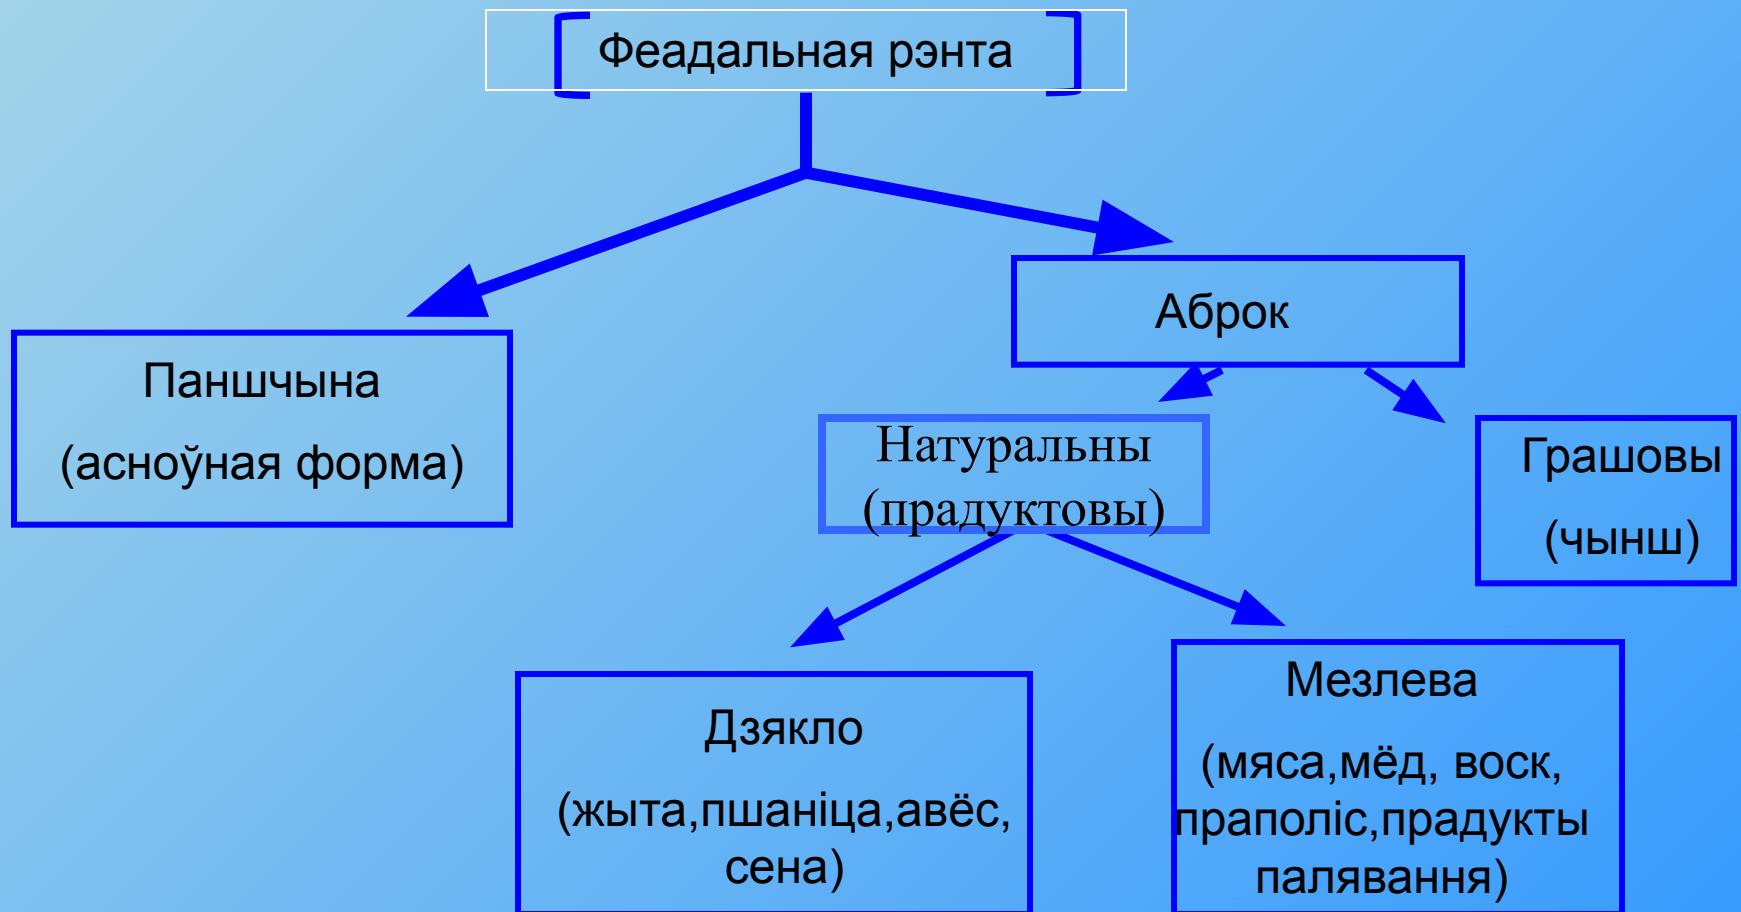 Феадальная рэнта
Аброк
Паншчына
(асноўная форма)
Натуральны
(прадуктовы)
Грашовы
(чынш)
Дзякло
(жыта,пшаніца,авёс,
сена)
Мезлева
(мяса,мёд, воск,
праполіс,прадукты
палявання)